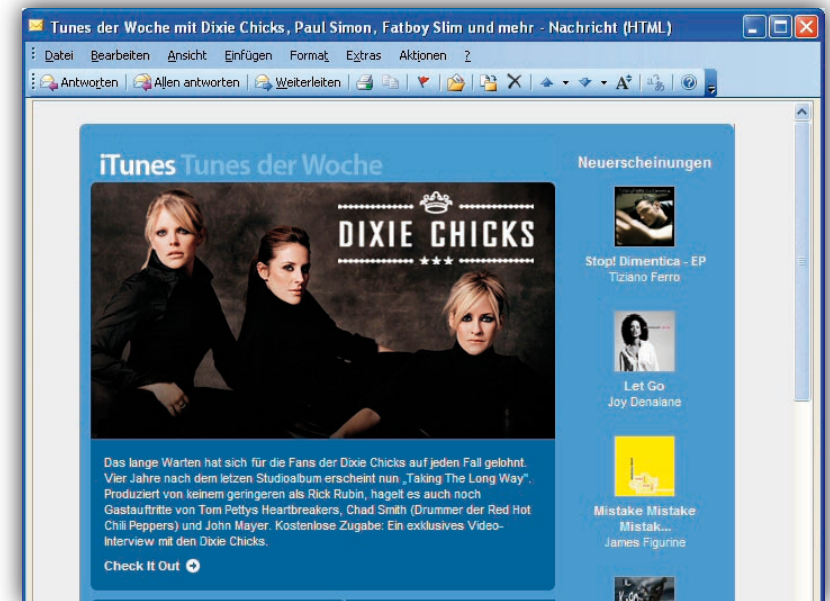 Tunes der Woche mit Dixie Chicks, Paul Simon, Fatboy Slim und mehr - Nachricht (HTML)
Datei Bearbeiten Ansicht Einfügen Format Extras Aktionen ?
Antworten Allen antworten Weiterleiten
iTunes Tunes der Woche
DIXIE CHICKS
Das lange Warten hat sich für die Fans der Dixie Chicks auf jeden Fall gelohnt.
Vier Jahre nach dem letzen Studioalbum erscheint nun „Taking The Long Way".
Produziert von keinem geringeren als Rick Rubin, hagelt es auch noch
Gastauftritte von Tom Pettys Heartbreakers, Chad Smith (Drummer der Red Hot
Chili Peppers) und John Mayer. Kostenlose Zugabe: Ein exklusives Video-
Interview mit den Dixie Chicks.
Check It Out
Neuerscheinungen
Stop! Dimentica - EP
Tiziano Ferro
Let Go
Joy Denalane
Mistake Mistake
Mistak...
James Figurine